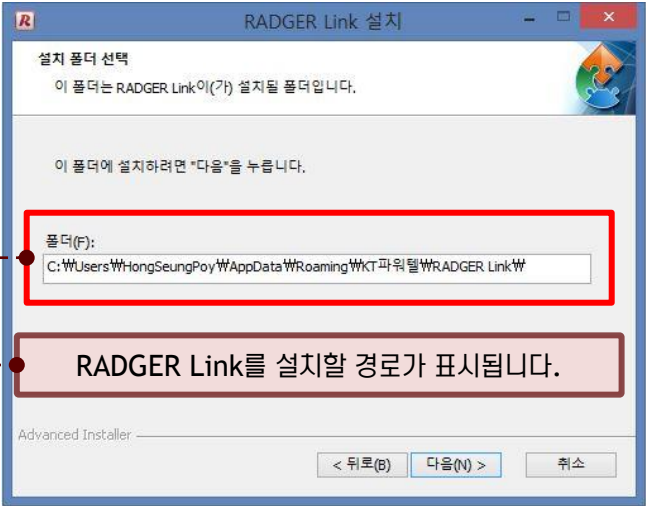 R RADGER Link 설치
설치 폴더 선택
이 폴더는 RADGER Link이(가) 설치될 폴더입니다.
이 폴더에 설치하려면 "다음"을 누릅니다.
폴더(F):
C:₩Users₩HongSeungPoy₩AppData₩Roaming₩KT파워텔₩RADGER Link₩
RADGER Link를 설치할 경로가 표시됩니다.
Advanced Installer
< 뒤로(B) 다음(N) > 취소